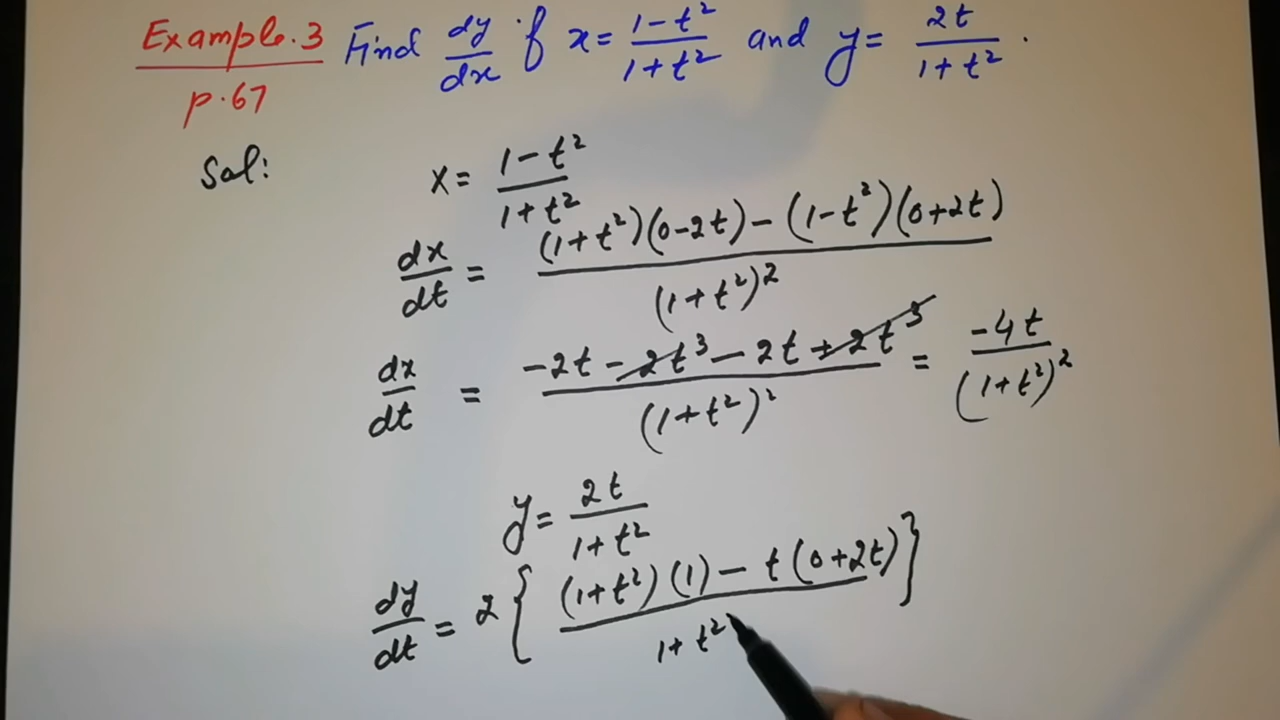 Example.3 Find dy/dx if x = 1-t²/1+t² and y = 2t/1+t².
p.67
Sol: x = 1-t²/1+t²
dx/dt = (1+t²)(0-2t) - (1-t²)(0+2t)/(1+t²)²
dx/dt = -2t - 2t³ - 2t + 2t³/(1+t²)² = -4t/(1+t²)²
y = 2t/1+t²
dy/dt = 2{(1+t²)(1) - t(0+2t)/1+t²}